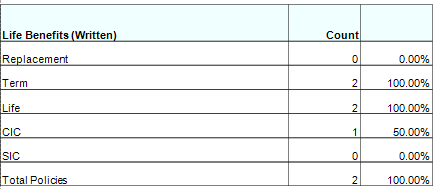 Life Benefits (Written) Count
Replacement 0 0.00%
Term 2 100.00%
Life 2 100.00%
CIC 1 50.00%
SIC 0 0.00%
Total Policies 2 100.00%